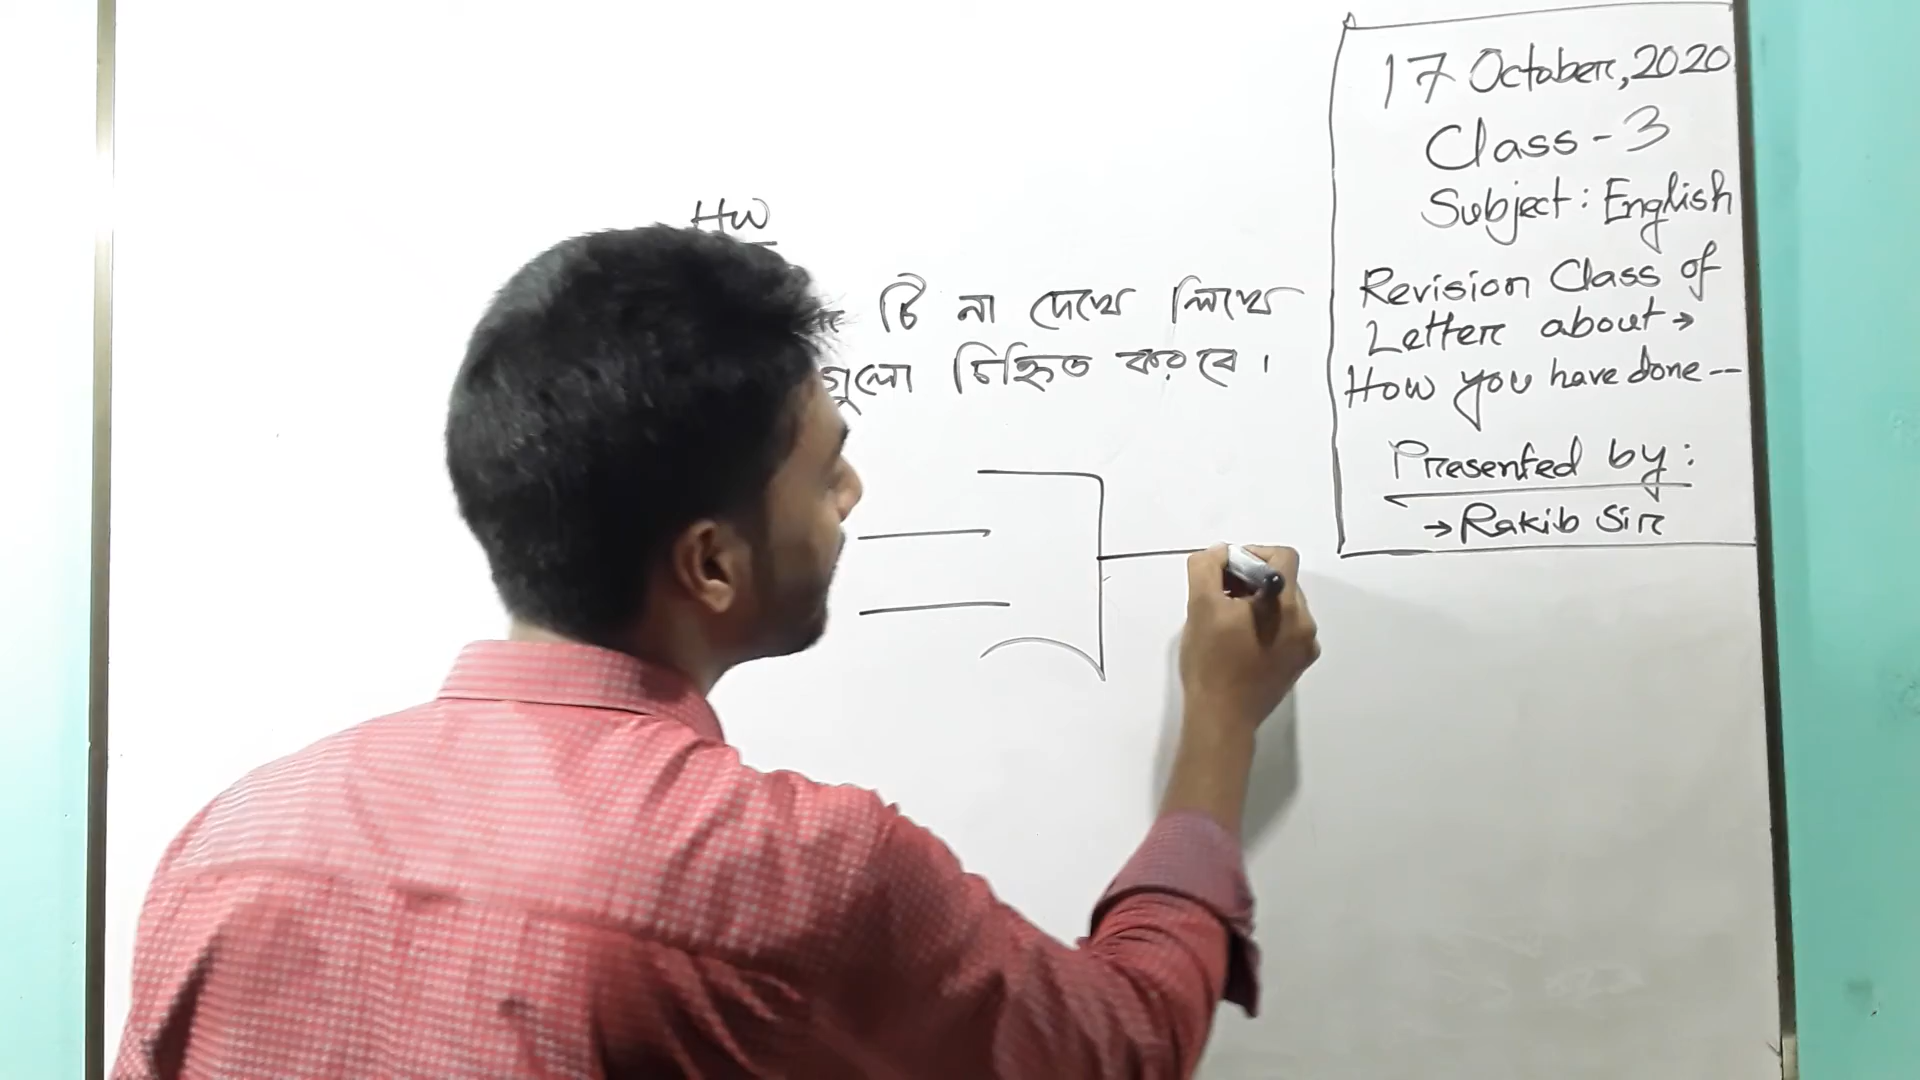 HW
টি না দেখে লিখে
গুলো চিহ্নিত করবে।
17 October, 2020
Class - 3
Subject : English
Revision Class of
Letter about →
How you have done --
Presented by :
→ Rakib Sir